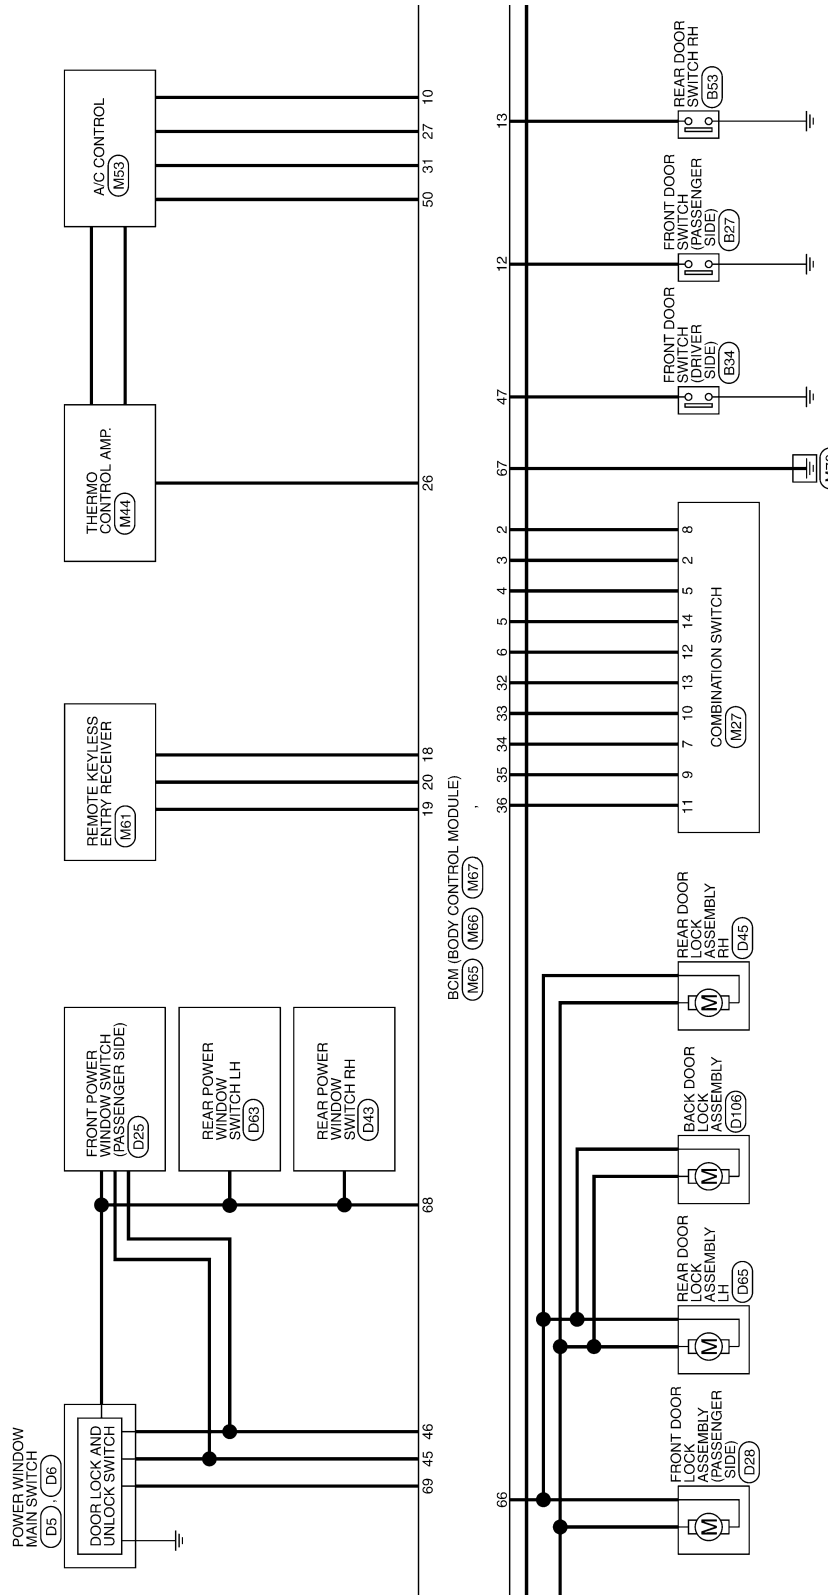 POWER WINDOW
MAIN SWITCH
D5 , D6
DOOR LOCK AND
UNLOCK SWITCH
69
45
46
FRONT POWER
WINDOW SWITCH
(PASSENGER SIDE)
D25
REAR POWER
WINDOW
SWITCH LH
D63
REAR POWER
WINDOW
SWITCH RH
D43
68
REMOTE KEYLESS
ENTRY RECEIVER
M61
19
20
18
THERMO
CONTROL AMP.
M44
26
A/C CONTROL
M53
50
31
27
10
BCM (BODY CONTROL MODULE)
M65 M66 , M67
66
36
35
34
33
32
6
5
4
3
2
67
47
12
13
FRONT DOOR
LOCK
ASSEMBLY
(PASSENGER
SIDE)
D28
M
REAR DOOR
LOCK
ASSEMBLY
LH
D65
M
BACK DOOR
LOCK
ASSEMBLY
D106
M
REAR DOOR
LOCK
ASSEMBLY
RH
D45
M
11
9
7
10
13
12
14
5
2
8
COMBINATION SWITCH
M27
FRONT DOOR
SWITCH
(DRIVER
SIDE)
B34
FRONT DOOR
SWITCH
(PASSENGER
SIDE)
B27
REAR DOOR
SWITCH RH
B53